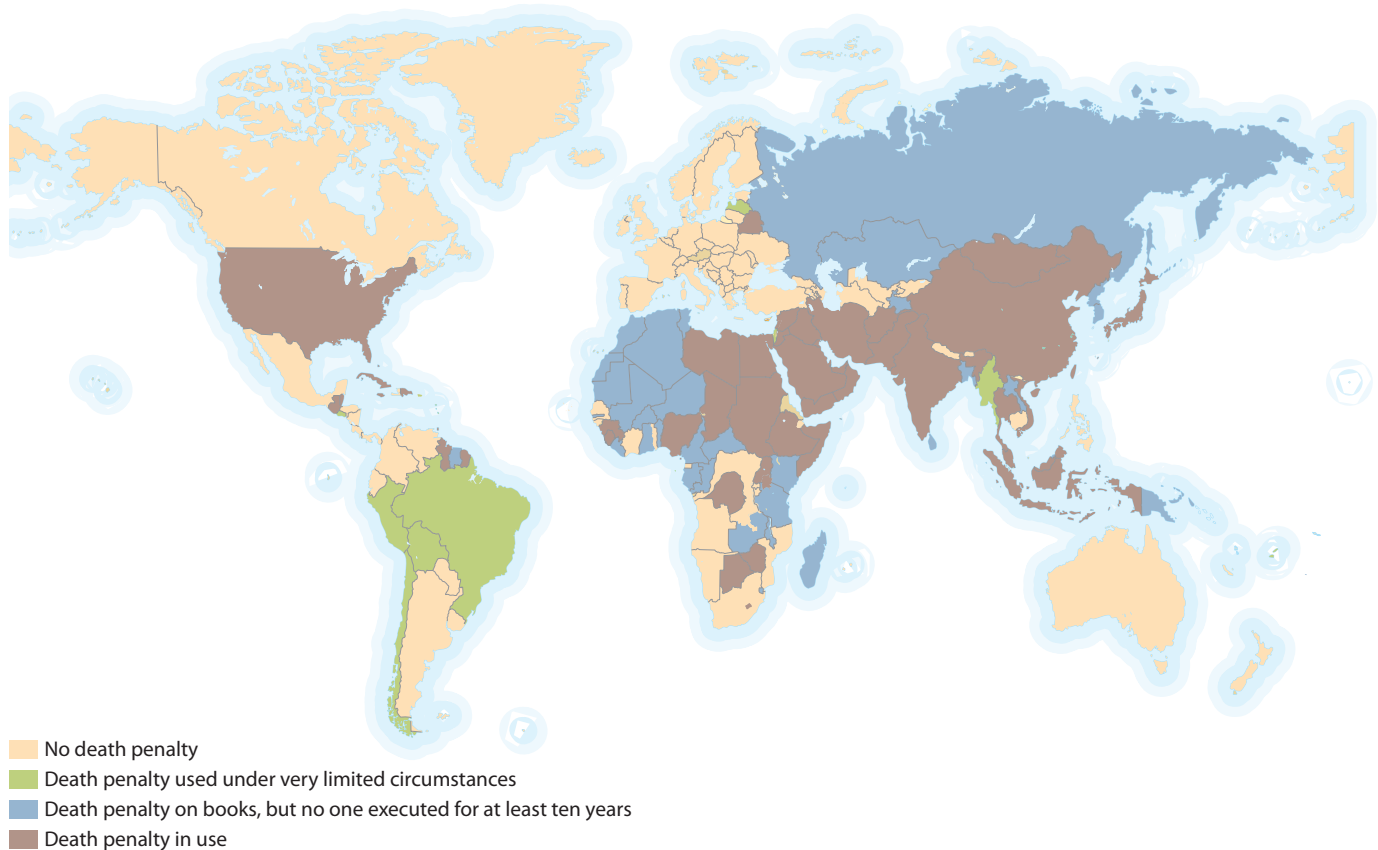 No death penalty
Death penalty used under very limited circumstances
Death penalty on books, but no one executed for at least ten years
Death penalty in use